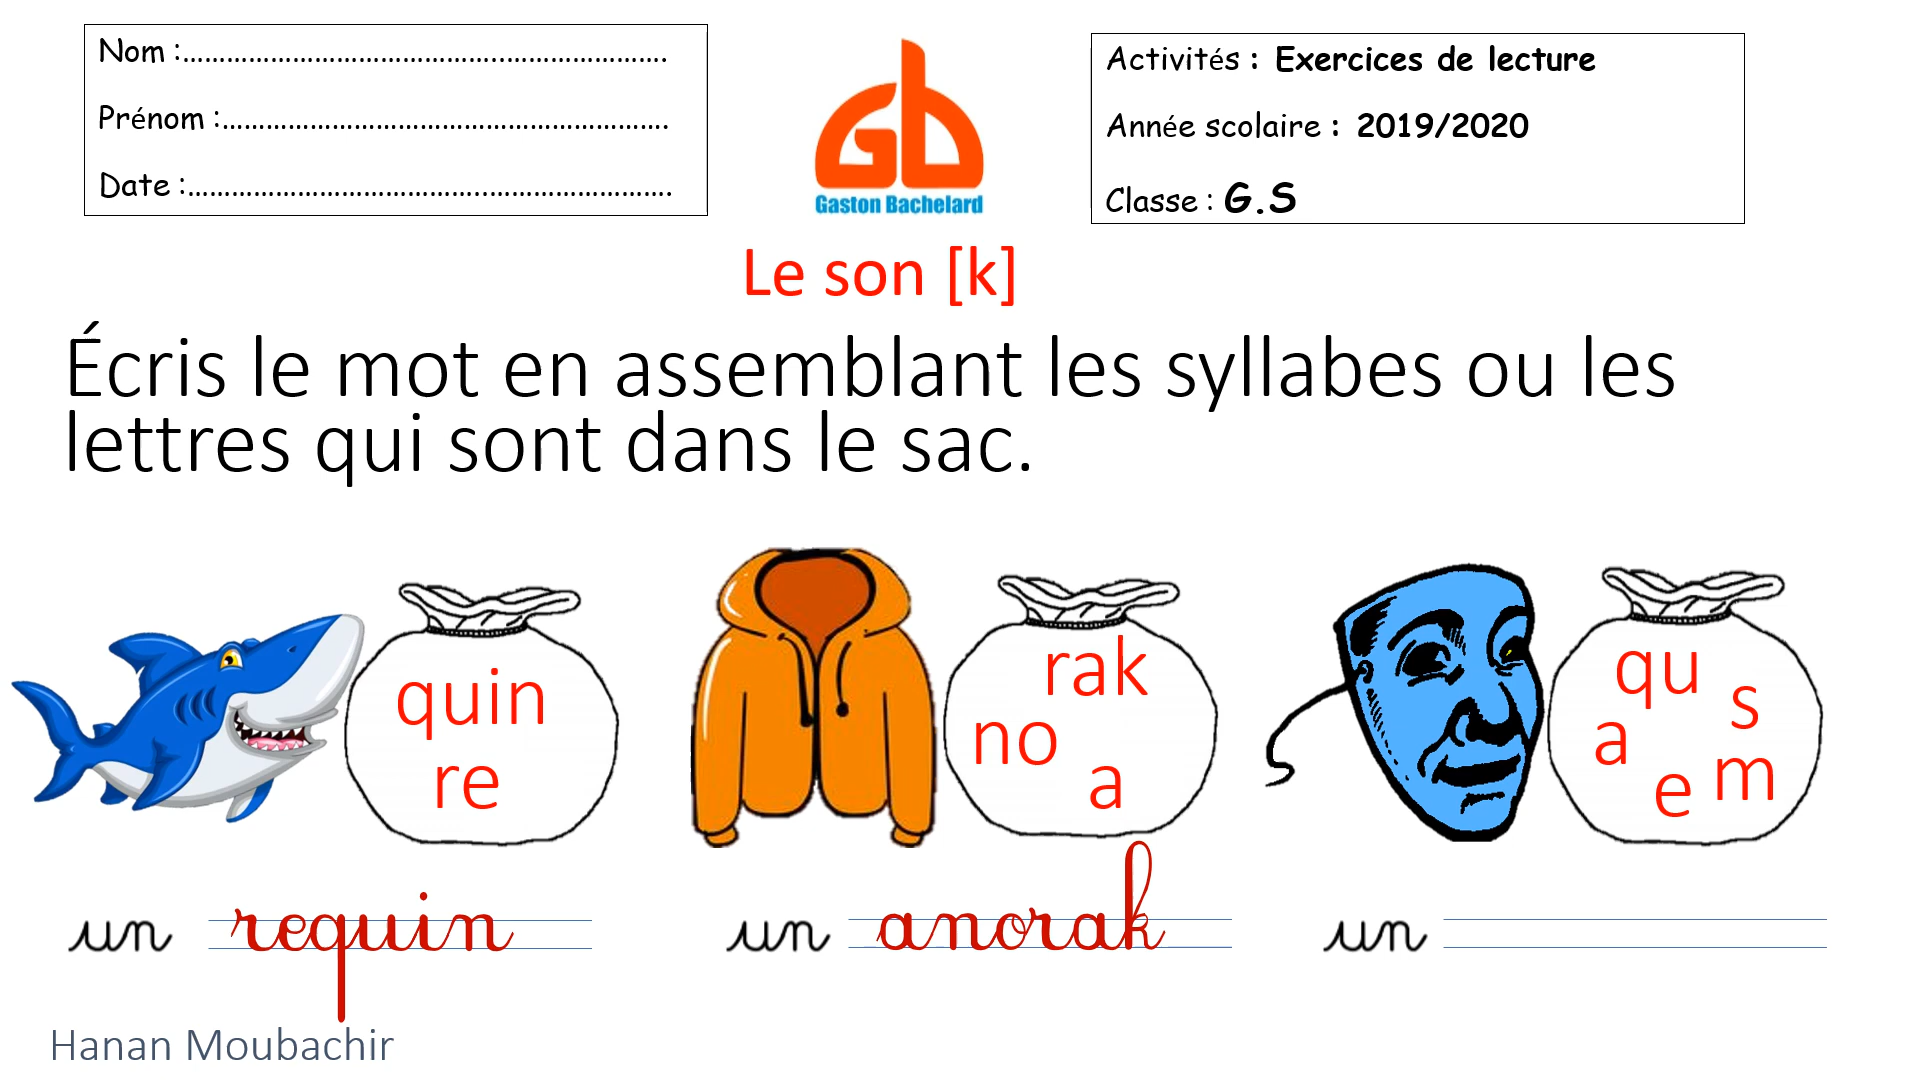 Nom :……………………………………..………………….
Prénom :…………………………………………………….
Date :…………………………………..…………………….
Gaston Bachelard
Activités : Exercices de lecture
Année scolaire : 2019/2020
Classe : G.S
Le son [k]
Écris le mot en assemblant les syllabes ou les
lettres qui sont dans le sac.
quin
re
rak
no
a
qu
s
a
e
m
un requin
un anorak
un
Hanan Moubachir